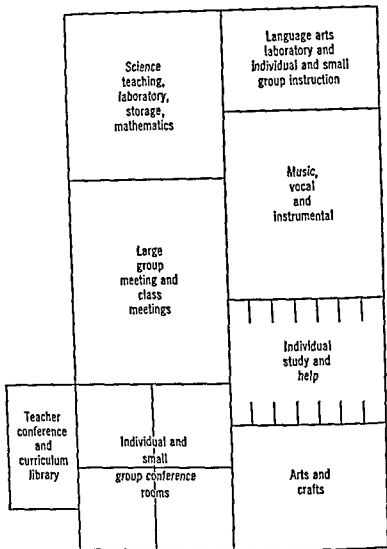 Science
teaching,
laboratory,
storage,
mathematics
Language arts
laboratory and
Individual and small
group instruction
Music,
vocal
and
instrumental
Large
group
meeting and
class
meetings
Individual
study and
help
Teacher
conference
and
curriculum
library
Individual and
small
group conference
rooms
Arts and
crafts